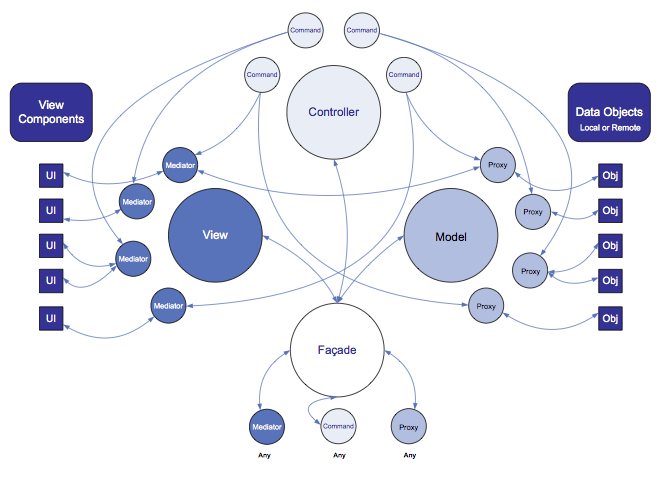 Command
Command
Command
Command
View
Components
Controller
Data Objects
Local or Remote
UI
Mediator
Proxy
Obj
UI
Mediator
Proxy
Obj
View
Model
UI
Mediator
Proxy
Obj
UI
Obj
UI
Mediator
Proxy
Obj
Façade
Mediator
Command
Proxy
Any
Any
Any